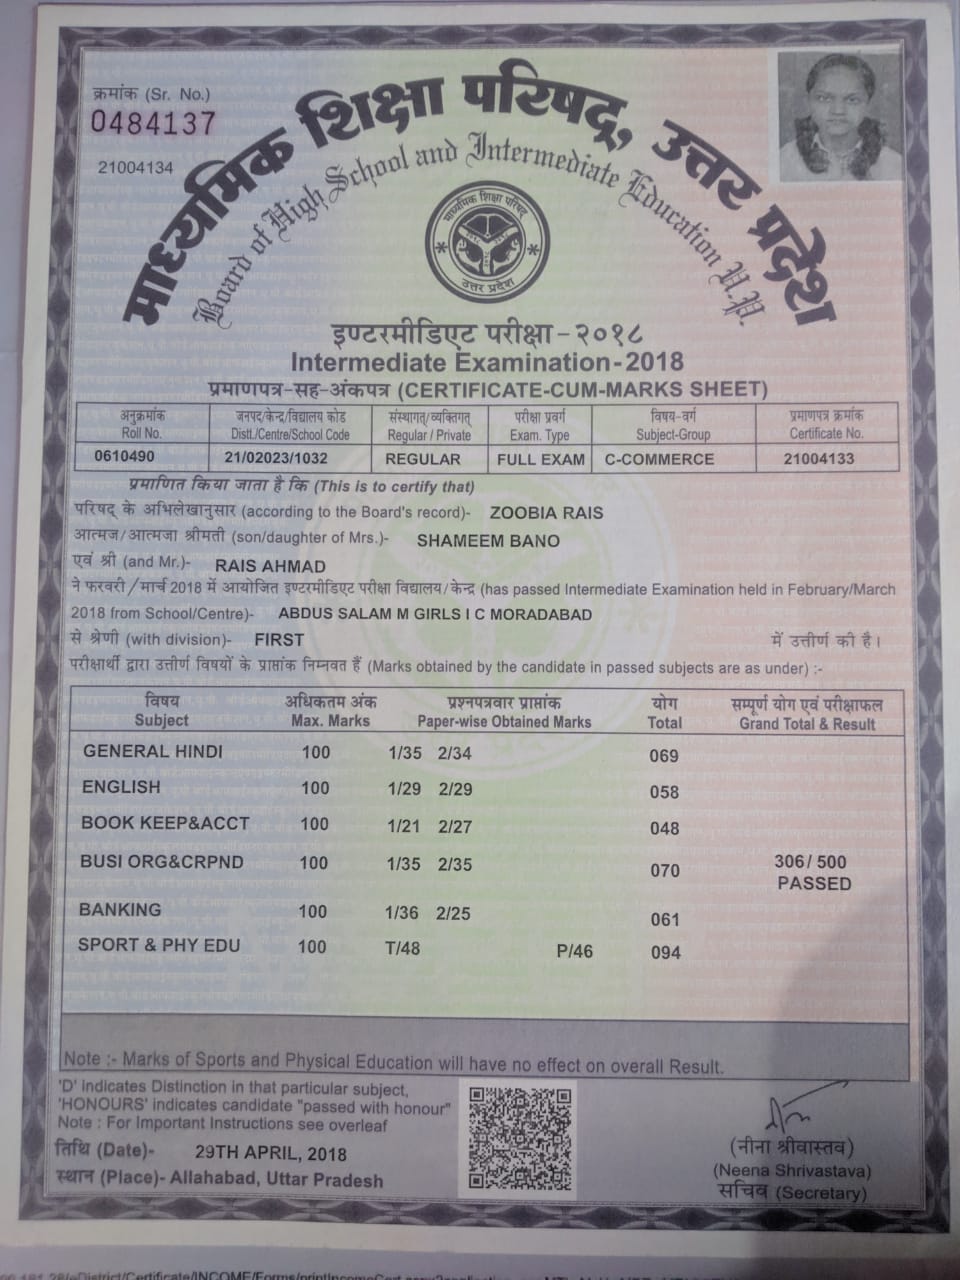 क्रमांक (Sr. No.)
0484137
21004134
माध्यमिक शिक्षा परिषद्, उत्तर प्रदेश
Board of High School and Intermediate Education U.P.
माध्यमिक शिक्षा परिषद्
उत्तर प्रदेश
इण्टरमीडिएट परीक्षा-२०१८
Intermediate Examination-2018
प्रमाणपत्र-सह-अंकपत्र (CERTIFICATE-CUM-MARKS SHEET)
अनुक्रमांक जनपद/केन्द्र/विद्यालय कोड संस्थागत/व्यक्तिगत् परीक्षा प्रवर्ग विषय-वर्ग प्रमाणपत्र क्रमांक
Roll No. Distt./Centre/School Code Regular / Private Exam. Type Subject-Group Certificate No.
0610490 21/02023/1032 REGULAR FULL EXAM C-COMMERCE 21004133
प्रमाणित किया जाता है कि (This is to certify that)
परिषद् के अभिलेखानुसार (according to the Board's record)- ZOOBIA RAIS
आत्मज/आत्मजा श्रीमती (son/daughter of Mrs.)- SHAMEEM BANO
एवं श्री (and Mr.)- RAIS AHMAD
ने फरवरी/मार्च 2018 में आयोजित इण्टरमीडिएट परीक्षा विद्यालय/केन्द्र (has passed Intermediate Examination held in February/March
2018 from School/Centre)- ABDUS SALAM M GIRLS I C MORADABAD
से श्रेणी (with division)- FIRST में उत्तीर्ण की है।
परीक्षार्थी द्वारा उत्तीर्ण विषयों के प्राप्तांक निम्नवत हैं (Marks obtained by the candidate in passed subjects are as under) :-
विषय अधिकतम अंक प्रश्नपत्रवार प्राप्तांक योग सम्पूर्ण योग एवं परीक्षाफल
Subject Max. Marks Paper-wise Obtained Marks Total Grand Total & Result
GENERAL HINDI 100 1/35 2/34 069
ENGLISH 100 1/29 2/29 058
BOOK KEEP&ACCT 100 1/21 2/27 048
BUSI ORG&CRPND 100 1/35 2/35 070 306/ 500
PASSED
BANKING 100 1/36 2/25 061
SPORT & PHY EDU 100 T/48 P/46 094
Note :- Marks of Sports and Physical Education will have no effect on overall Result.
'D' indicates Distinction in that particular subject,
'HONOURS' indicates candidate "passed with honour"
Note : For Important Instructions see overleaf
तिथि (Date)- 29TH APRIL, 2018
स्थान (Place)- Allahabad, Uttar Pradesh
(नीना श्रीवास्तव)
(Neena Shrivastava)
सचिव (Secretary)